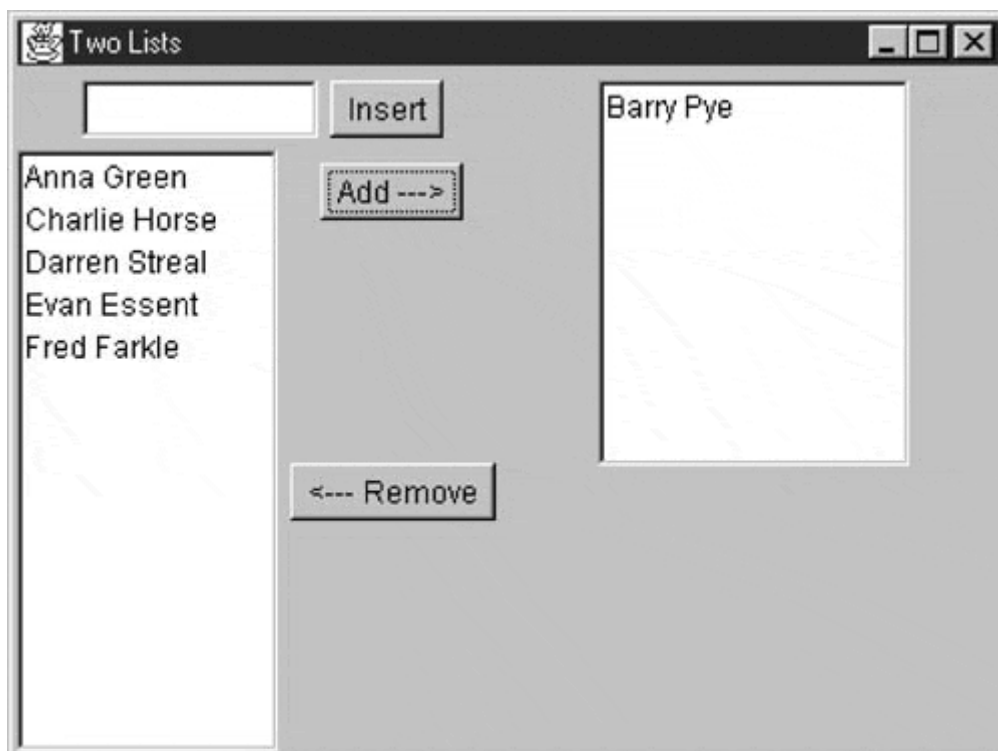 Two Lists
Insert
Barry Pye
Anna Green
Charlie Horse
Darren Streal
Evan Essent
Fred Farkle
Add --->
<--- Remove